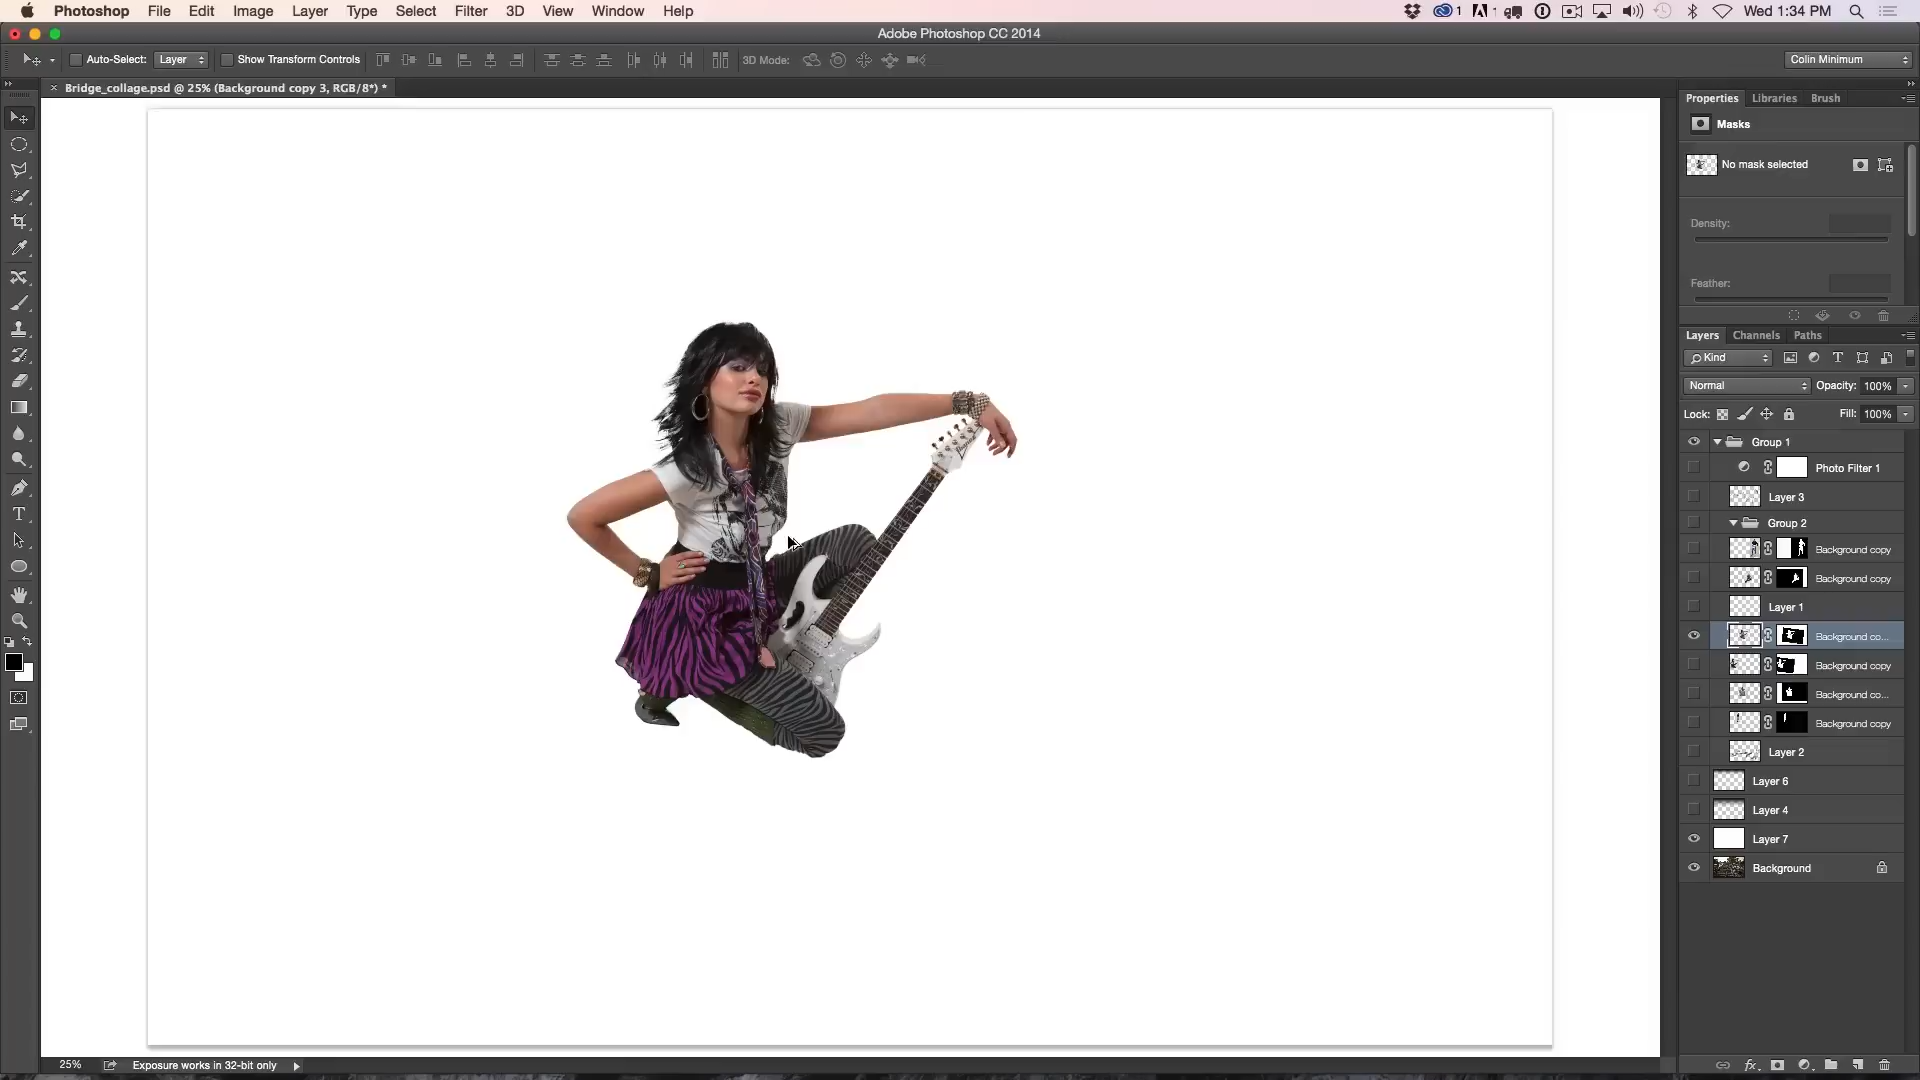 Photoshop File Edit Image Layer Type Select Filter 3D View Window Help 1 1 Wed 1:34 PM
Adobe Photoshop CC 2014
Auto-Select: Layer Show Transform Controls 3D Mode: Colin Minimum
× Bridge_collage.psd @ 25% (Background copy 3, RGB/8*) *
Properties Libraries Brush
Masks
No mask selected
Density:
Feather:
Layers Channels Paths
Kind
Normal Opacity: 100%
Lock: Fill: 100%
Group 1
Photo Filter 1
Layer 3
Group 2
Background copy
Background copy
Layer 1
Background co...
Background copy
Background co...
Background copy
Layer 2
Layer 6
Layer 4
Layer 7
Background
25% Exposure works in 32-bit only